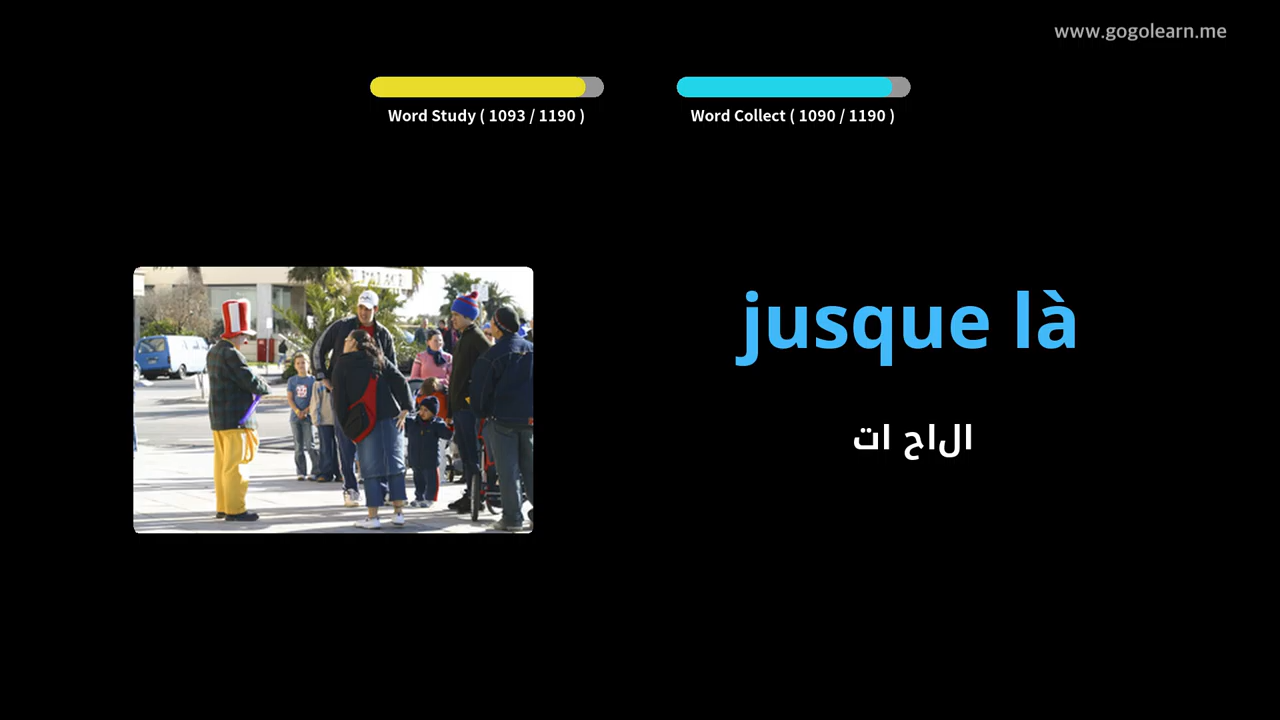 www.gogolearn.me
Word Study ( 1093 / 1190 )
Word Collect ( 1090 / 1190 )
jusque là
الاح ات